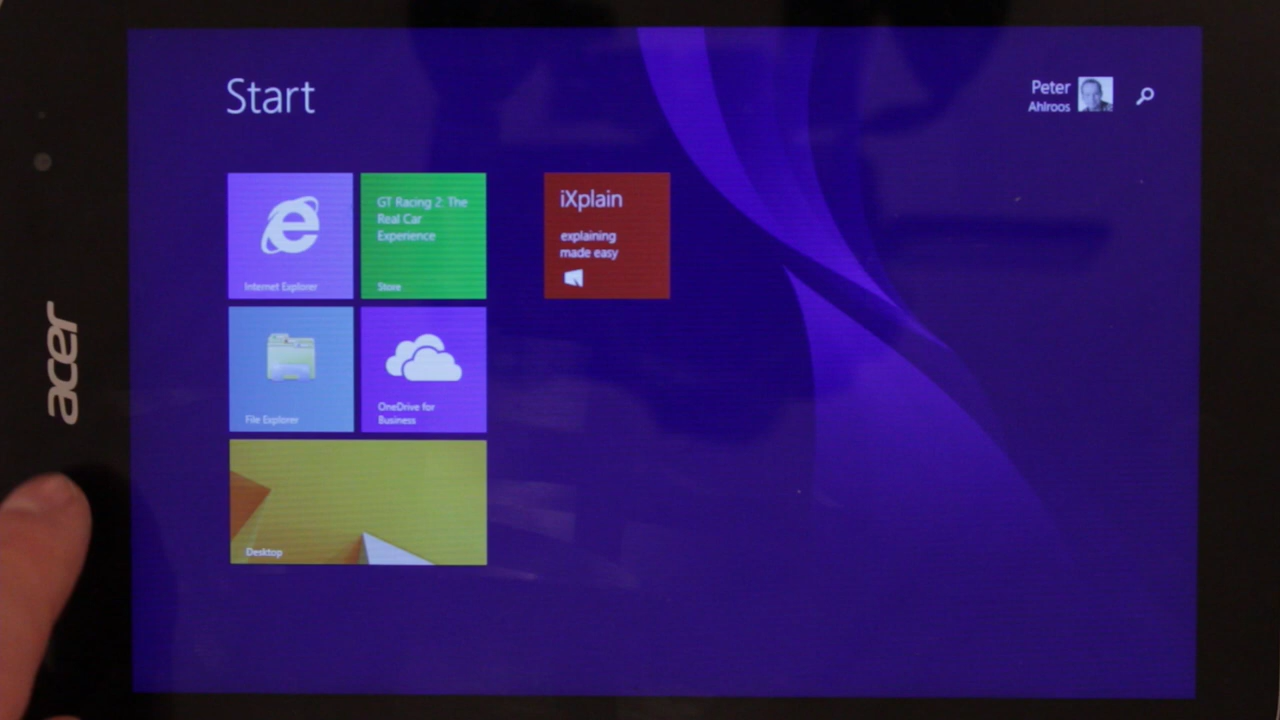 Start
Peter
Ahlroos
acer
Internet Explorer
GT Racing 2: The
Real Car
Experience
Store
iXplain
explaining
made easy
File Explorer
OneDrive for
Business
Desktop